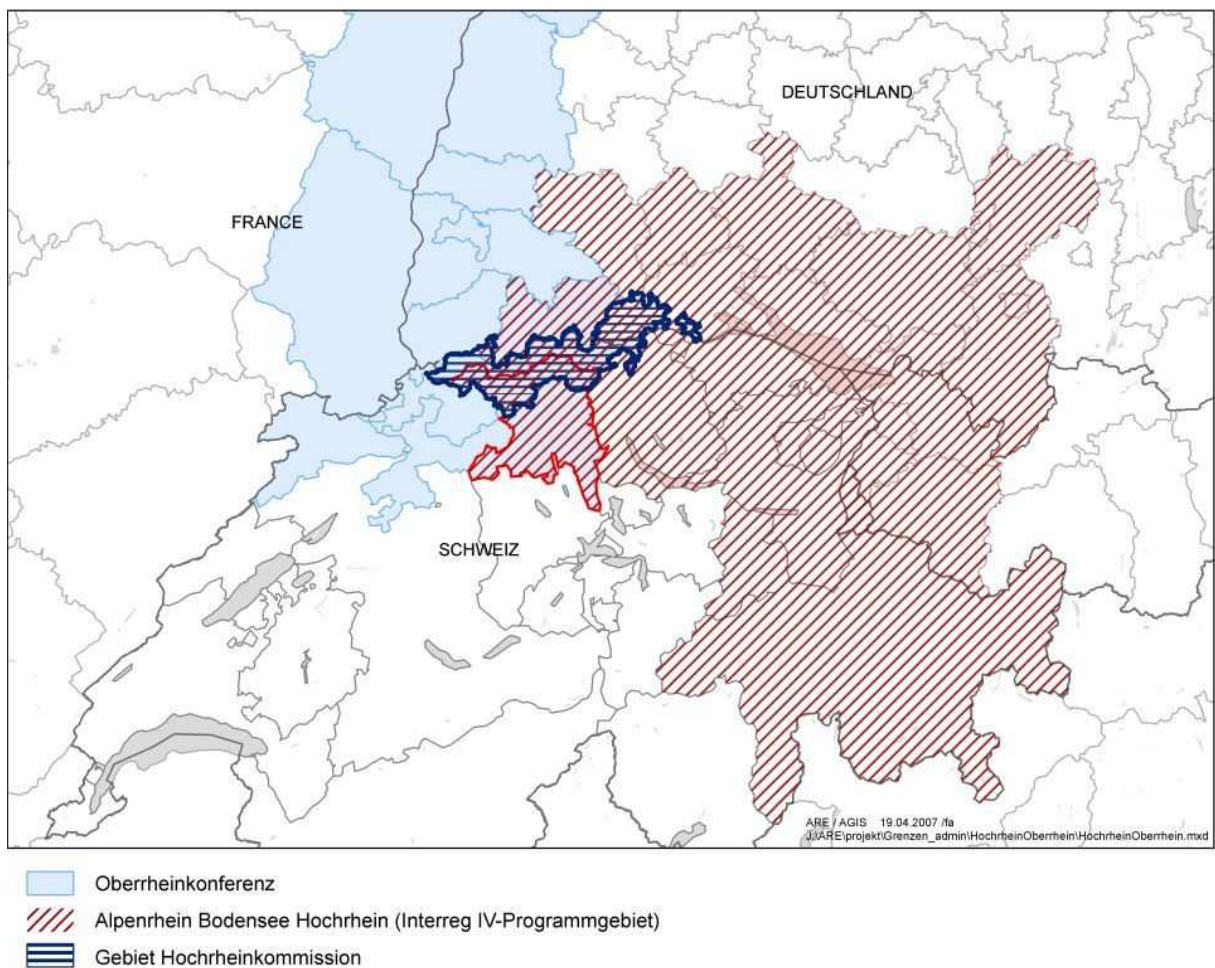 DEUTSCHLAND
FRANCE
SCHWEIZ
ARE / AGIS 19.04.2007 /fa
J:\ARE\projekt\Grenzen_admin\HochrheinOberrhein\HochrheinOberrhein.mxd
Oberrheinkonferenz
Alpenrhein Bodensee Hochrhein (Interreg IV-Programmgebiet)
Gebiet Hochrheinkommission